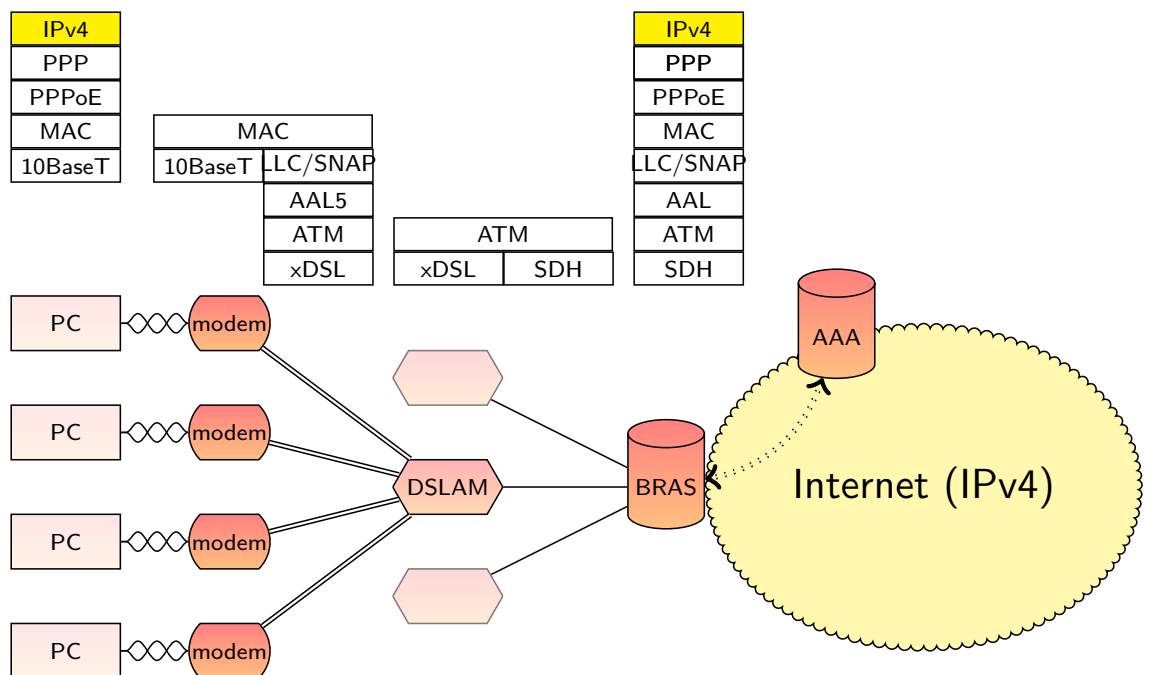 IPv4
PPP
PPPoE
MAC
10BaseT
MAC
10BaseT
LLC/SNAP
AAL5
ATM
xDSL
ATM
xDSL
SDH
IPv4
PPP
PPPoE
MAC
LLC/SNAP
AAL
ATM
SDH
AAA
PC
modem
PC
modem
DSLAM
BRAS
Internet (IPv4)
PC
modem
PC
modem